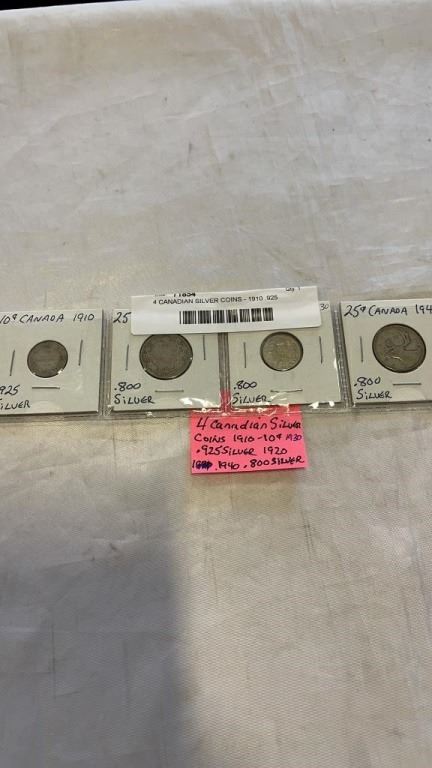 71834
4 CANADIAN SILVER COINS - 1910 .925
10¢ CANADA 1910
.925
SILVER
25
.800
SILVER
30
.800
SILVER
25¢ CANADA 194
.800
SILVER
4 Canadian Silver
COINS 1910 -10¢ 1930
.925 SILVER 1920
.1940 .800 SILVER